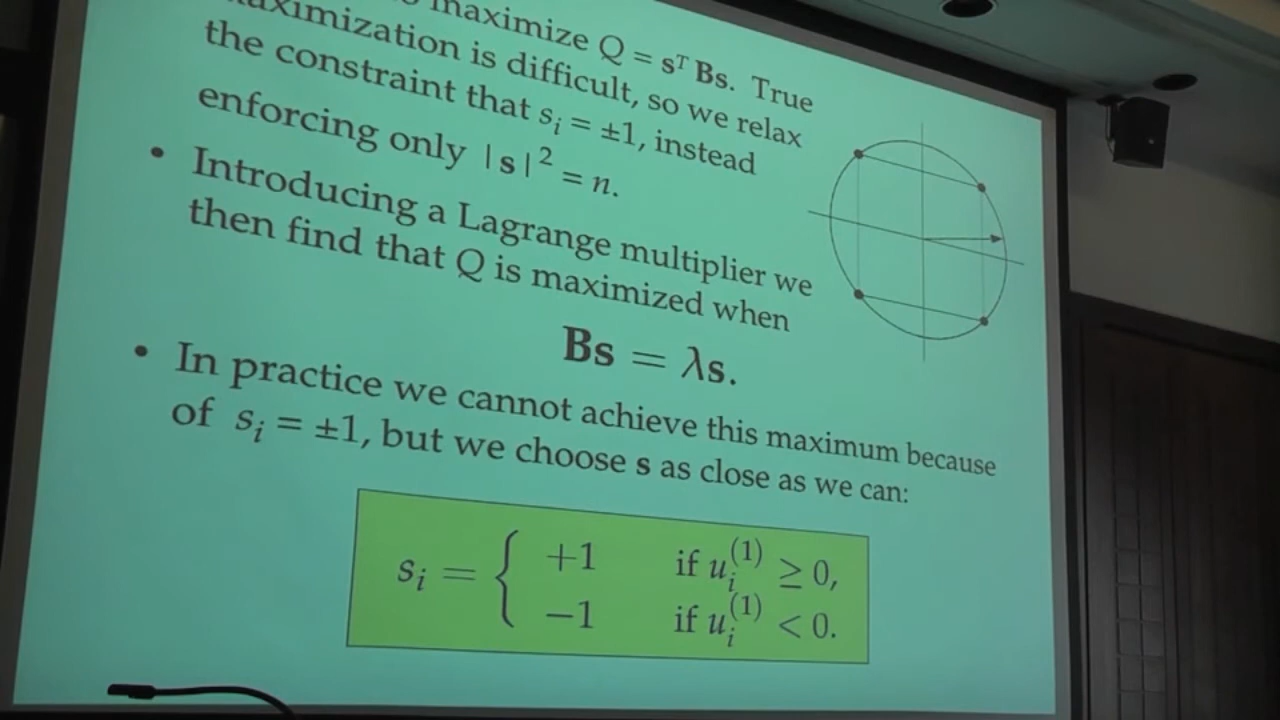 maximize Q = sᵀ Bs. True
maximization is difficult, so we relax
the constraint that sᵢ = ±1, instead
enforcing only |s|² = n.
• Introducing a Lagrange multiplier we
then find that Q is maximized when
Bs = λs.
• In practice we cannot achieve this maximum because
of sᵢ = ±1, but we choose s as close as we can:
sᵢ = { +1 if uᵢ⁽¹⁾ ≥ 0,
−1 if uᵢ⁽¹⁾ < 0.